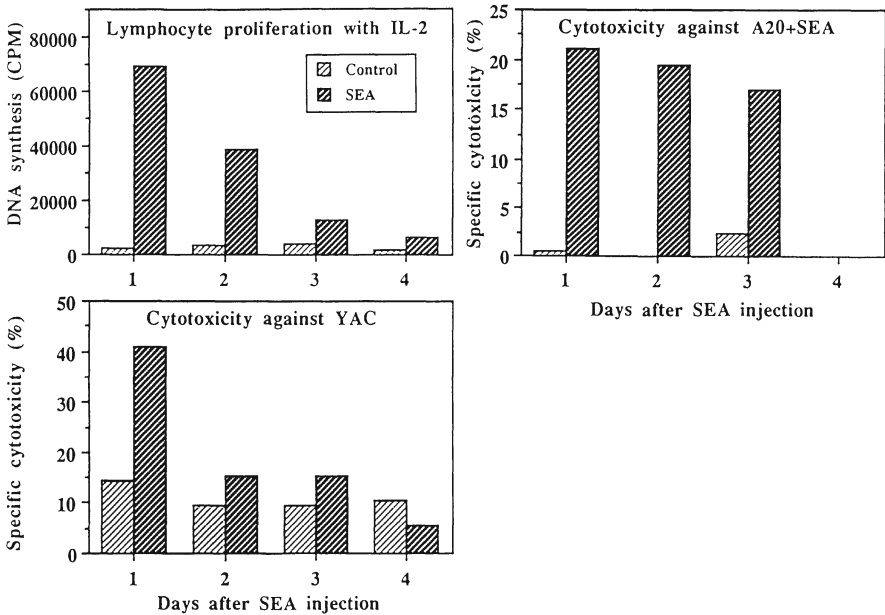 Lymphocyte proliferation with IL-2
DNA synthesis (CPM)
80000
60000
40000
20000
0
Control
SEA
1 2 3 4
Cytotoxicity against A20+SEA
Specific cytotoxicity (%)
25
20
15
10
5
0
1 2 3 4
Days after SEA injection
Cytotoxicity against YAC
Specific cytotoxicity (%)
50
40
30
20
10
0
1 2 3 4
Days after SEA injection